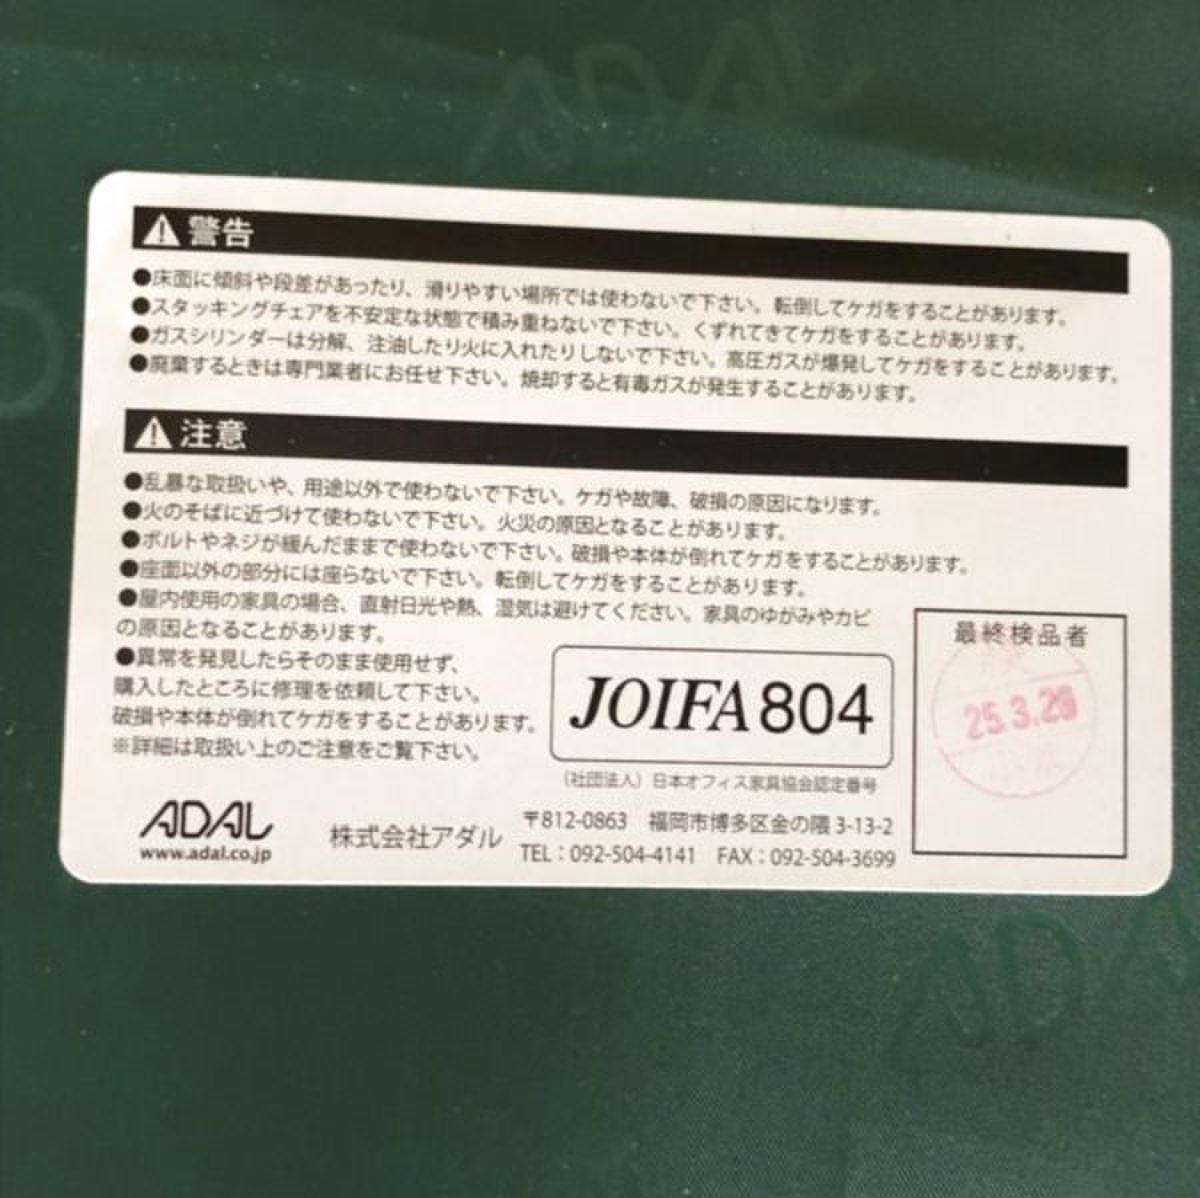 ADAL
⚠警告
●床面に傾斜や段差があったり、滑りやすい場所では使わないで下さい。転倒してケガをすることがあります。
●スタッキングチェアを不安定な状態で積み重ねないで下さい。くずれてきてケガをすることがあります。
●ガスシリンダーは分解、注油したり火に入れたりしないで下さい。高圧ガスが爆発してケガをすることがあります。
●廃棄するときは専門業者にお任せ下さい。焼却すると有毒ガスが発生することがあります。
⚠注意
●乱暴な取扱いや、用途以外で使わないで下さい。ケガや故障、破損の原因になります。
●火のそばに近づけて使わないで下さい。火災の原因となることがあります。
●ボルトやネジが緩んだままで使わないで下さい。破損や本体が倒れてケガをすることがあります。
●座面以外の部分には座らないで下さい。転倒してケガをすることがあります。
●屋内使用の家具の場合、直射日光や熱、湿気は避けてください。家具のゆがみやカビ
の原因となることがあります。
●異常を発見したらそのまま使用せず、
購入したところに修理を依頼して下さい。
破損や本体が倒れてケガをすることがあります。
※詳細は取扱い上のご注意をご覧下さい。
JOIFA804
（社団法人）日本オフィス家具協会認定番号
最終検品者
25.3.26
ADAL
www.adal.co.jp
株式会社アダル
〒812-0863 福岡市博多区金の隈3-13-2
TEL：092-504-4141 FAX：092-504-3699
ADA